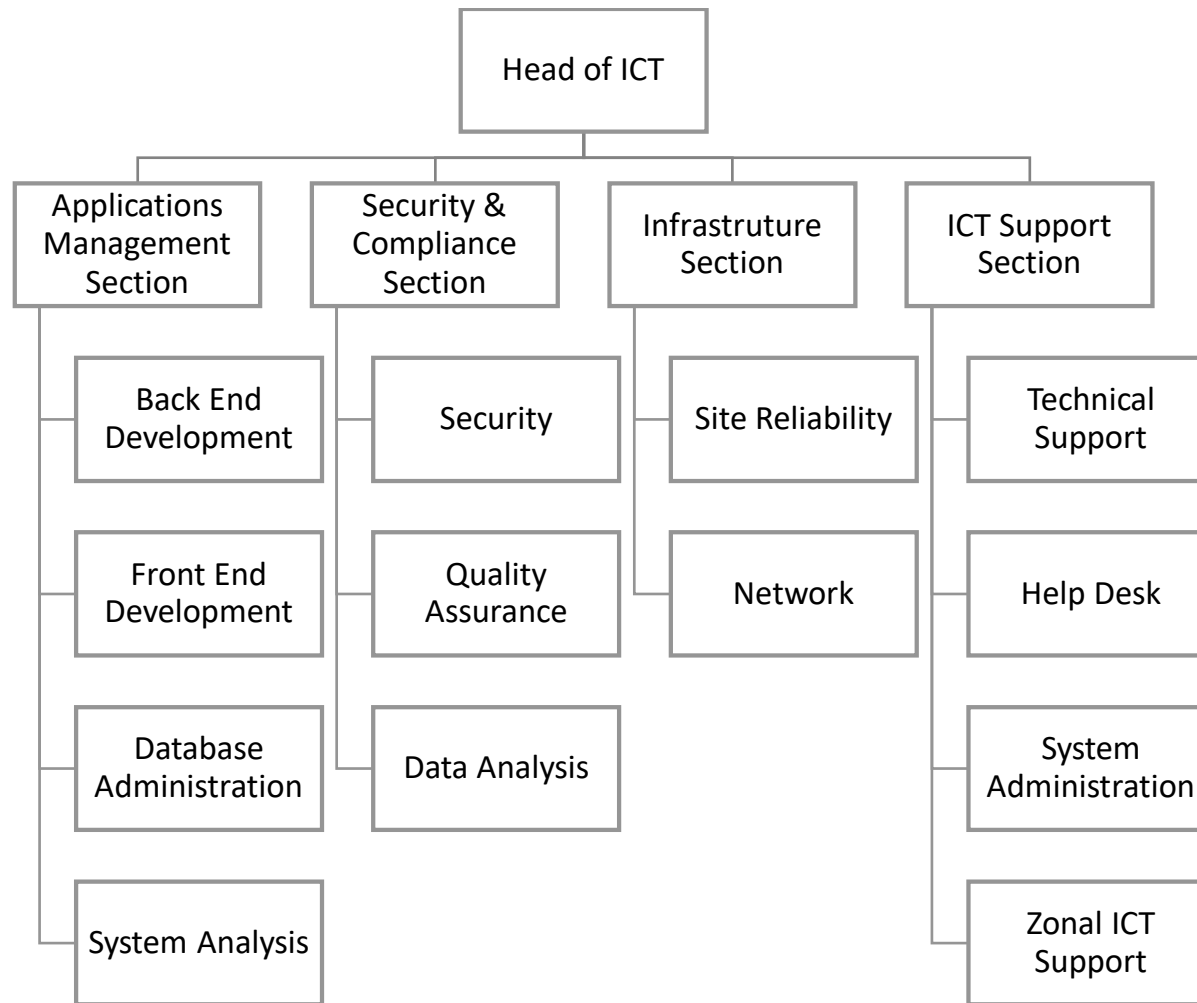 Head of ICT
Applications
Management
Section
Security &
Compliance
Section
Infrastruture
Section
ICT Support
Section
Back End
Development
Front End
Development
Database
Administration
System Analysis
Security
Quality
Assurance
Data Analysis
Site Reliability
Network
Technical
Support
Help Desk
System
Administration
Zonal ICT
Support